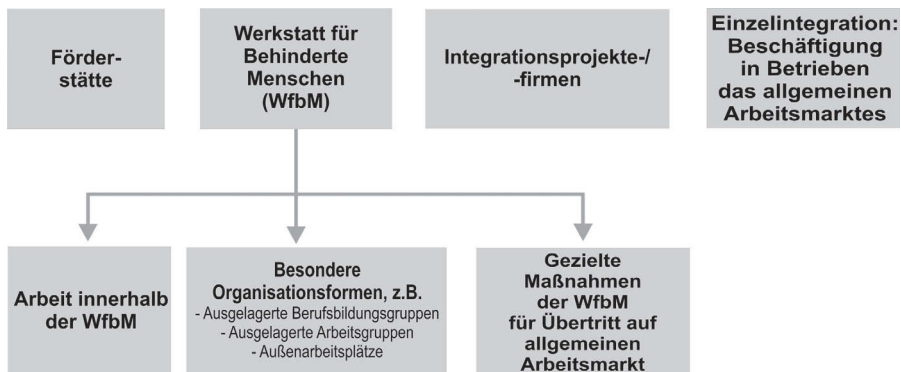 Förder-
stätte
Werkstatt für
Behinderte
Menschen
(WfbM)
Integrationsprojekte-/
-firmen
Einzelintegration:
Beschäftigung
in Betrieben
das allgemeinen
Arbeitsmarktes
Arbeit innerhalb
der WfbM
Besondere
Organisationsformen, z.B.
- Ausgelagerte Berufsbildungsgruppen
- Ausgelagerte Arbeitsgruppen
- Außenarbeitsplätze
Gezielte
Maßnahmen
der WfbM
für Übertritt auf
allgemeinen
Arbeitsmarkt